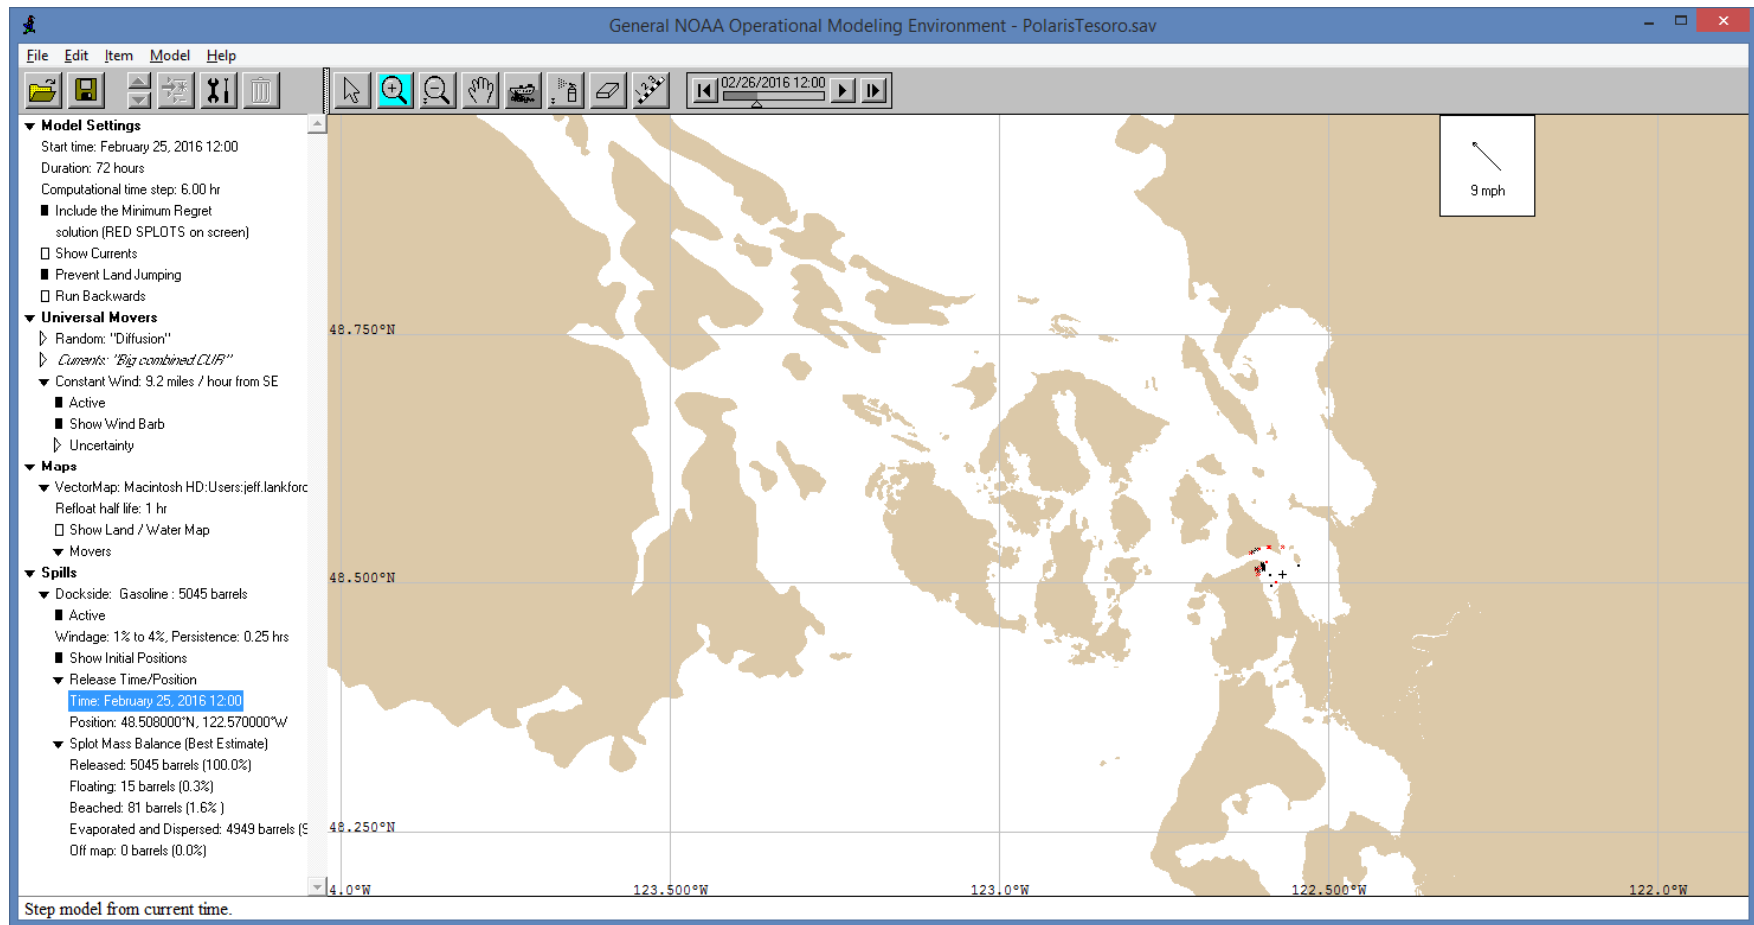 General NOAA Operational Modeling Environment - PolarisTesoro.sav
File Edit Item Model Help
02/26/2016 12:00
Model Settings
Start time: February 25, 2016 12:00
Duration: 72 hours
Computational time step: 6.00 hr
Include the Minimum Regret
solution (RED SPLOTS on screen)
Show Currents
Prevent Land Jumping
Run Backwards
Universal Movers
Random: "Diffusion"
Currents: "Big combined.CUR"
Constant Wind: 9.2 miles / hour from SE
Active
Show Wind Barb
Uncertainty
Maps
VectorMap: Macintosh HD:Users:jeff.lankford
Refloat half life: 1 hr
Show Land / Water Map
Movers
Spills
Dockside: Gasoline : 5045 barrels
Active
Windage: 1% to 4%, Persistence: 0.25 hrs
Show Initial Positions
Release Time/Position
Time: February 25, 2016 12:00
Position: 48.508000°N, 122.570000°W
Splot Mass Balance (Best Estimate)
Released: 5045 barrels (100.0%)
Floating: 15 barrels (0.3%)
Beached: 81 barrels (1.6% )
Evaporated and Dispersed: 4949 barrels (9
Off map: 0 barrels (0.0%)
9 mph
48.750°N
48.500°N
48.250°N
4.0°W 123.500°W 123.0°W 122.500°W 122.0°W
Step model from current time.